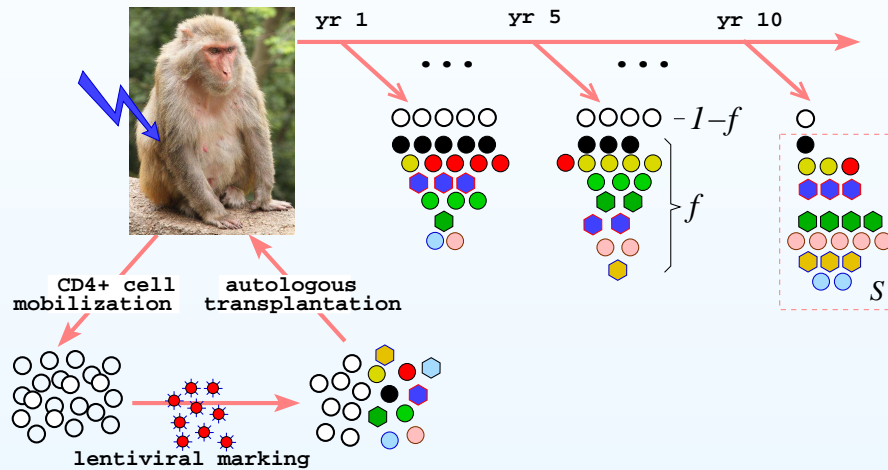 yr 1 yr 5 yr 10
... ...
1−f
f
S
CD4+ cell
mobilization
autologous
transplantation
lentiviral marking